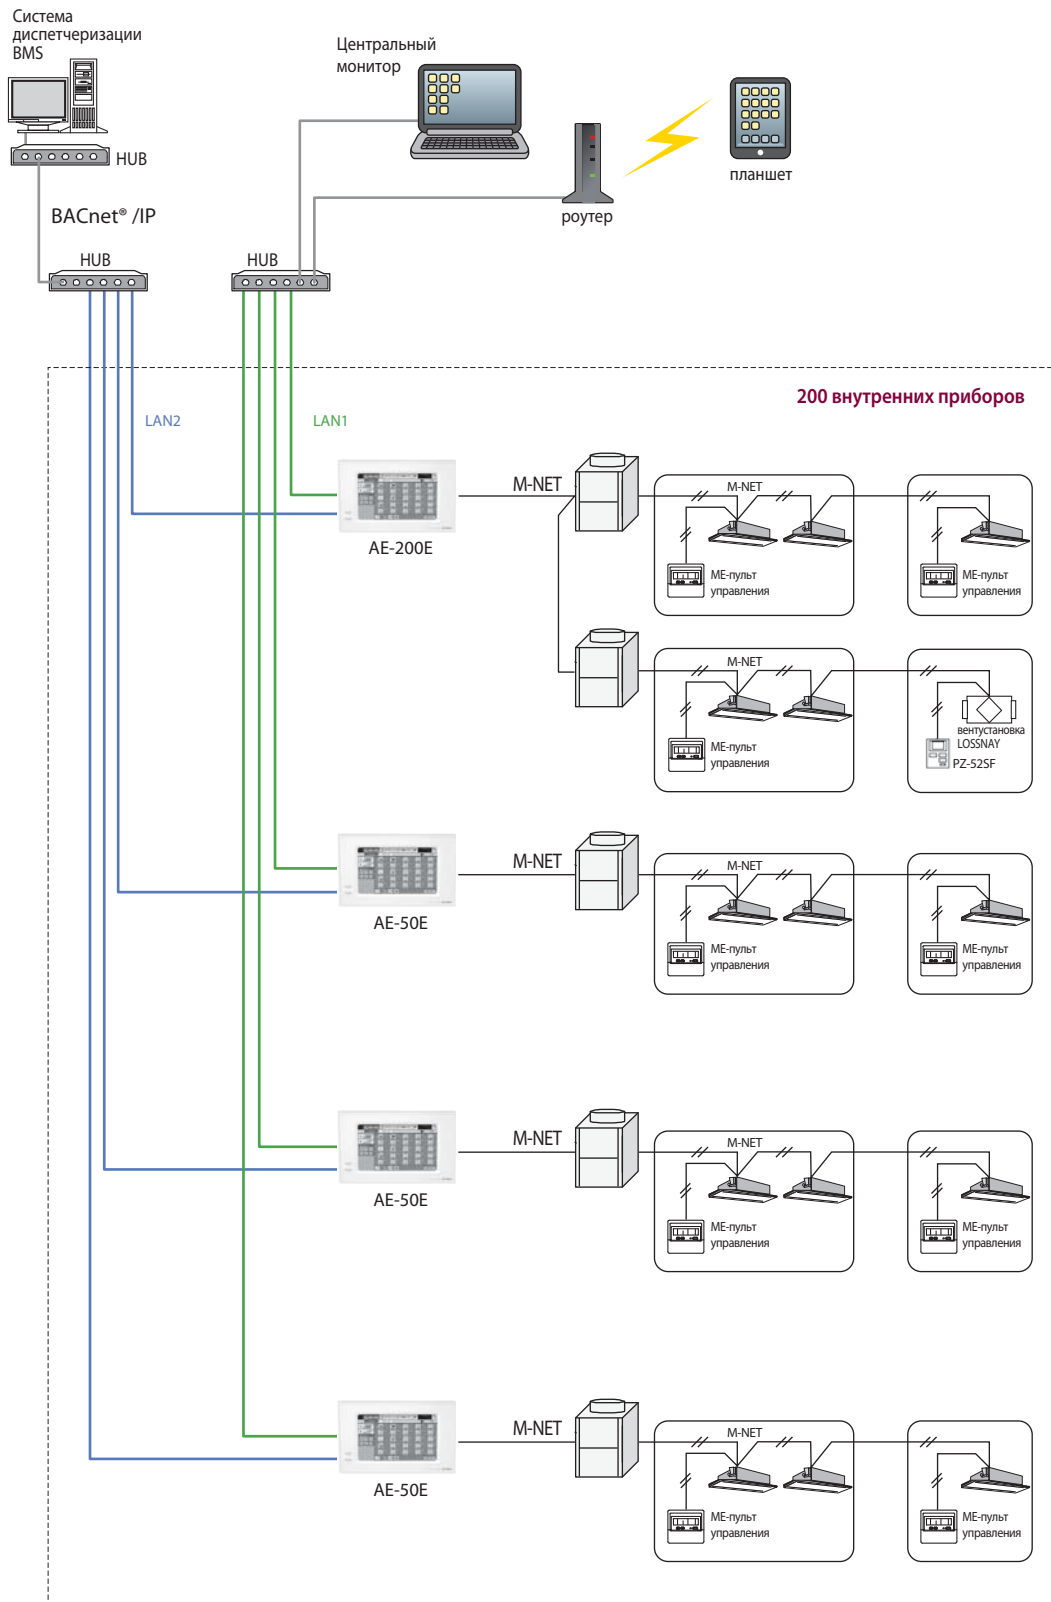 Система
диспетчеризации
BMS
HUB
BACnet® /IP
Центральный
монитор
роутер
планшет
HUB
HUB
200 внутренних приборов
LAN2
LAN1
AE-200E
M-NET
M-NET
ME-пульт
управления
ME-пульт
управления
M-NET
ME-пульт
управления
вентустановка
LOSSNAY
PZ-52SF
AE-50E
M-NET
M-NET
ME-пульт
управления
ME-пульт
управления
AE-50E
M-NET
M-NET
ME-пульт
управления
ME-пульт
управления
AE-50E
M-NET
M-NET
ME-пульт
управления
ME-пульт
управления